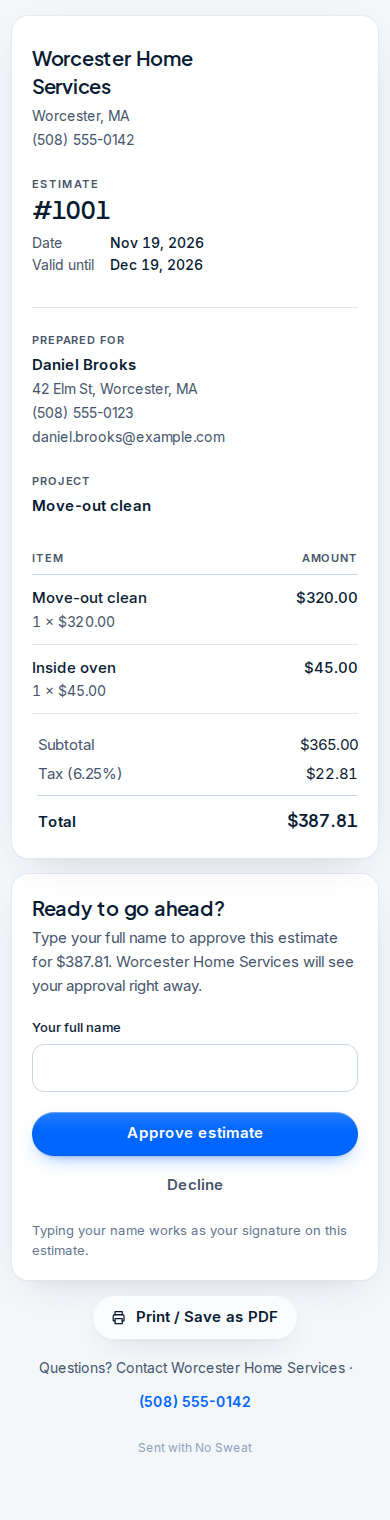 Worcester Home
Services
Worcester, MA
(508) 555-0142
ESTIMATE
#1001
Date Nov 19, 2026
Valid until Dec 19, 2026
PREPARED FOR
Daniel Brooks
42 Elm St, Worcester, MA
(508) 555-0123
daniel.brooks@example.com
PROJECT
Move-out clean
ITEM AMOUNT
Move-out clean $320.00
1 × $320.00
Inside oven $45.00
1 × $45.00
Subtotal $365.00
Tax (6.25%) $22.81
Total $387.81
Ready to go ahead?
Type your full name to approve this estimate
for $387.81. Worcester Home Services will see
your approval right away.
Your full name
Approve estimate
Decline
Typing your name works as your signature on this
estimate.
Print / Save as PDF
Questions? Contact Worcester Home Services ·
(508) 555-0142
Sent with No Sweat